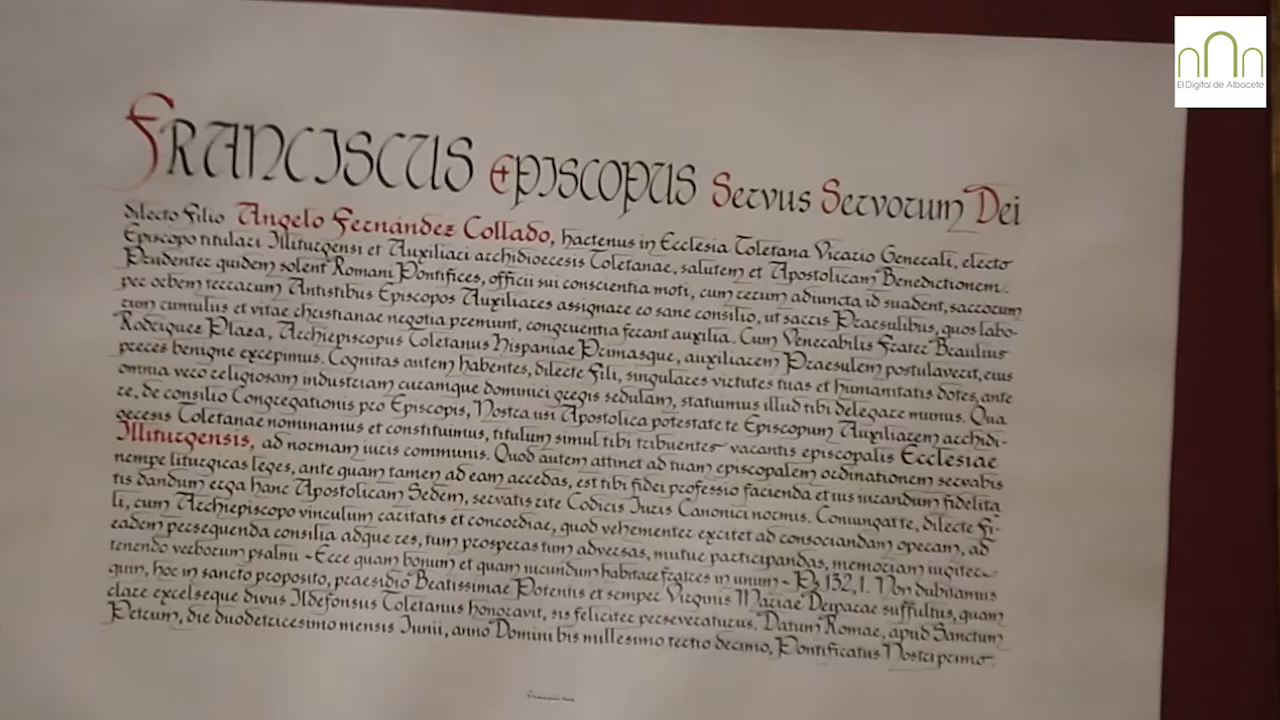 FRANCISCUS EPISCOPUS Servus Servorum Dei
dilecto Filio Angelo Fernández Collado, hactenus in Ecclesia Toletana Vicario Generali, electo
Episcopo titulari Illiturgensi et Auxiliari archidioecesis Toletanae, salutem et Apostolicam Benedictionem.
Prudenter quidem solent Romani Pontifices, officii sui conscientia moti, cum rerum adiuncta id suadent, sacrorum
per orbem terrarum Antistibus Episcopos Auxiliares assignare eo sane consilio, ut sacris Praesulibus, quos labo-
rum cumulus et vitae christianae negotia premunt, congruentia ferant auxilia. Cum Venerabilis Frater Braulius
Rodríguez Plaza, Archiepiscopus Toletanus Hispaniae Primasque, auxiliarem Praesulem postulaverit, eius
preces benigne excepimus. Cognitas autem habentes, dilecte Fili, singulares virtutes tuas et humanitatis dotes, ante
omnia vero religiosam industriam curamque dominici gregis sedulam, statuimus illud tibi delegare munus. Qua
re, de consilio Congregationis pro Episcopis, Nostra usi Apostolica potestate te Episcopum Auxiliarem archidi-
oecesis Toletanae nominamus et constituimus, titulum simul tibi tribuentes vacantis episcopalis Ecclesiae
Illiturgensis, ad normam iuris communis. Quod autem attinet ad tuam episcopalem ordinationem servabis
nempe liturgicas leges, ante quam tamen ad eam accedas, est tibi fidei professio facienda et ius iurandum fidelita
tis dandum erga hanc Apostolicam Sedem, servatis rite Codicis Iuris Canonici normis. Coniungat te, dilecte Fi-
li, cum Archiepiscopo vinculum caritatis et concordiae, quod vehementer excitet ad consociandam operam, ad
eadem persequenda consilia adque res, tum prosperas tum adversas, mutue participandas, memoriam iugiter
tenendo verborum psalmi - Ecce quam bonum et quam iucundum habitare fratres in unum - Ps 132, 1. Non dubitamus
quin, hoc in sancto proposito, praesidio Beatissimae Potentis et semper Virginis Mariae Deiparae suffultus, quam
clare excelseque divus Ildefonsus Toletanus honoravit, sis feliciter perseveraturus. Datum Romae, apud Sanctum
Petrum, die duodetricesimo mensis Iunii, anno Domini bis millesimo tertio decimo, Pontificatus Nostri primo.
El Digital de Albacete